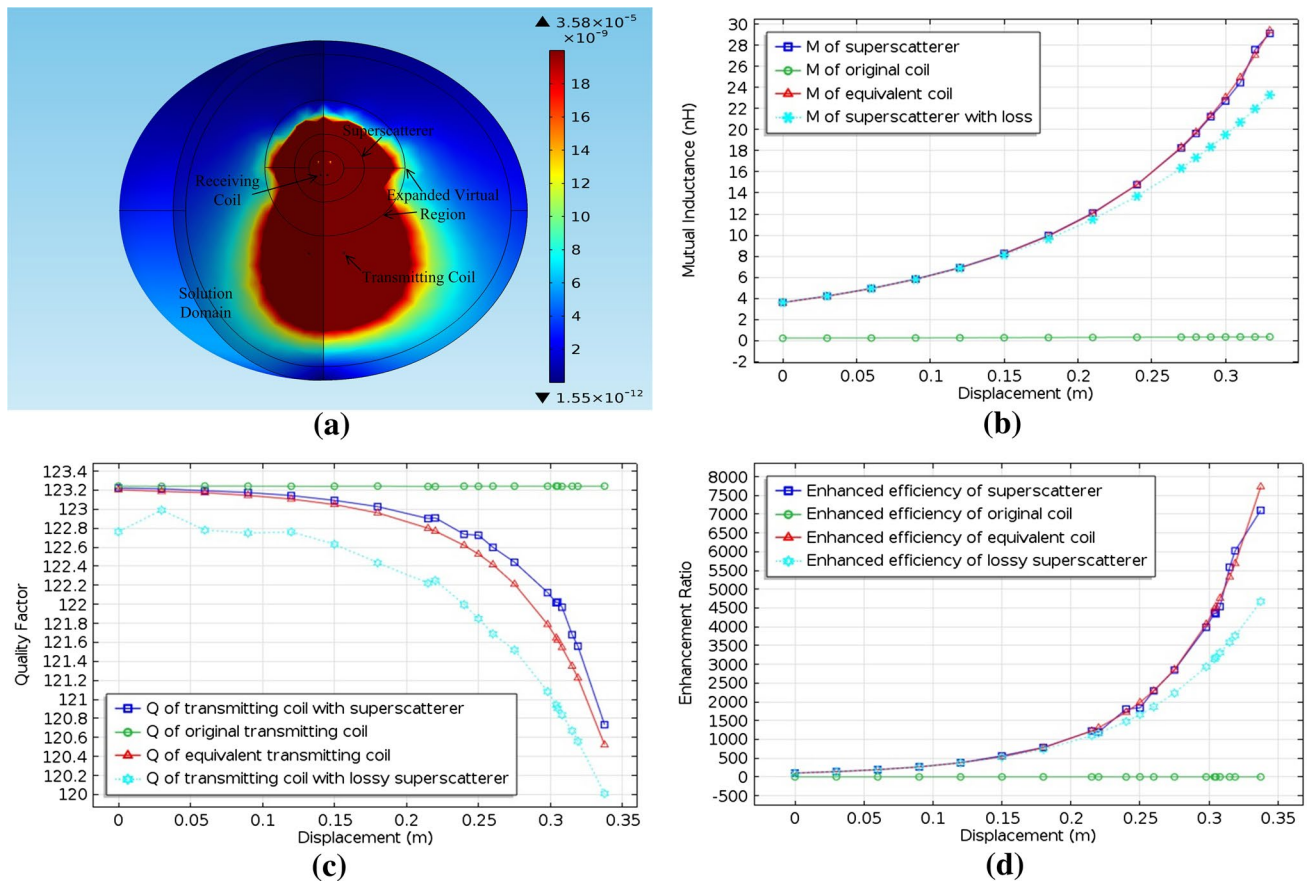 ▲ 3.58×10⁻⁵
×10⁻⁹
18
16
14
12
10
8
6
4
2
▼ 1.55×10⁻¹²
Superscatterer
Receiving
Coil
Expanded Virtual
Region
Transmitting Coil
Solution
Domain
(a)
30
28
26
24
22
20
18
16
14
12
10
8
6
4
2
0
-2
Mutual Inductance (nH)
M of superscatterer
M of original coil
M of equivalent coil
M of superscatterer with loss
0 0.05 0.1 0.15 0.2 0.25 0.3
Displacement (m)
(b)
123.4
123.2
123
122.8
122.6
122.4
122.2
122
121.8
121.6
121.4
121.2
121
120.8
120.6
120.4
120.2
120
Quality Factor
Q of transmitting coil with superscatterer
Q of original transmitting coil
Q of equivalent transmitting coil
Q of transmitting coil with lossy superscatterer
0 0.05 0.1 0.15 0.2 0.25 0.3 0.35
Displacement (m)
(c)
8000
7500
7000
6500
6000
5500
5000
4500
4000
3500
3000
2500
2000
1500
1000
500
0
-500
Enhancement Ratio
Enhanced efficiency of superscatterer
Enhanced efficiency of original coil
Enhanced efficiency of equivalent coil
Enhanced efficiency of lossy superscatterer
0 0.05 0.1 0.15 0.2 0.25 0.3 0.35
Displacement (m)
(d)